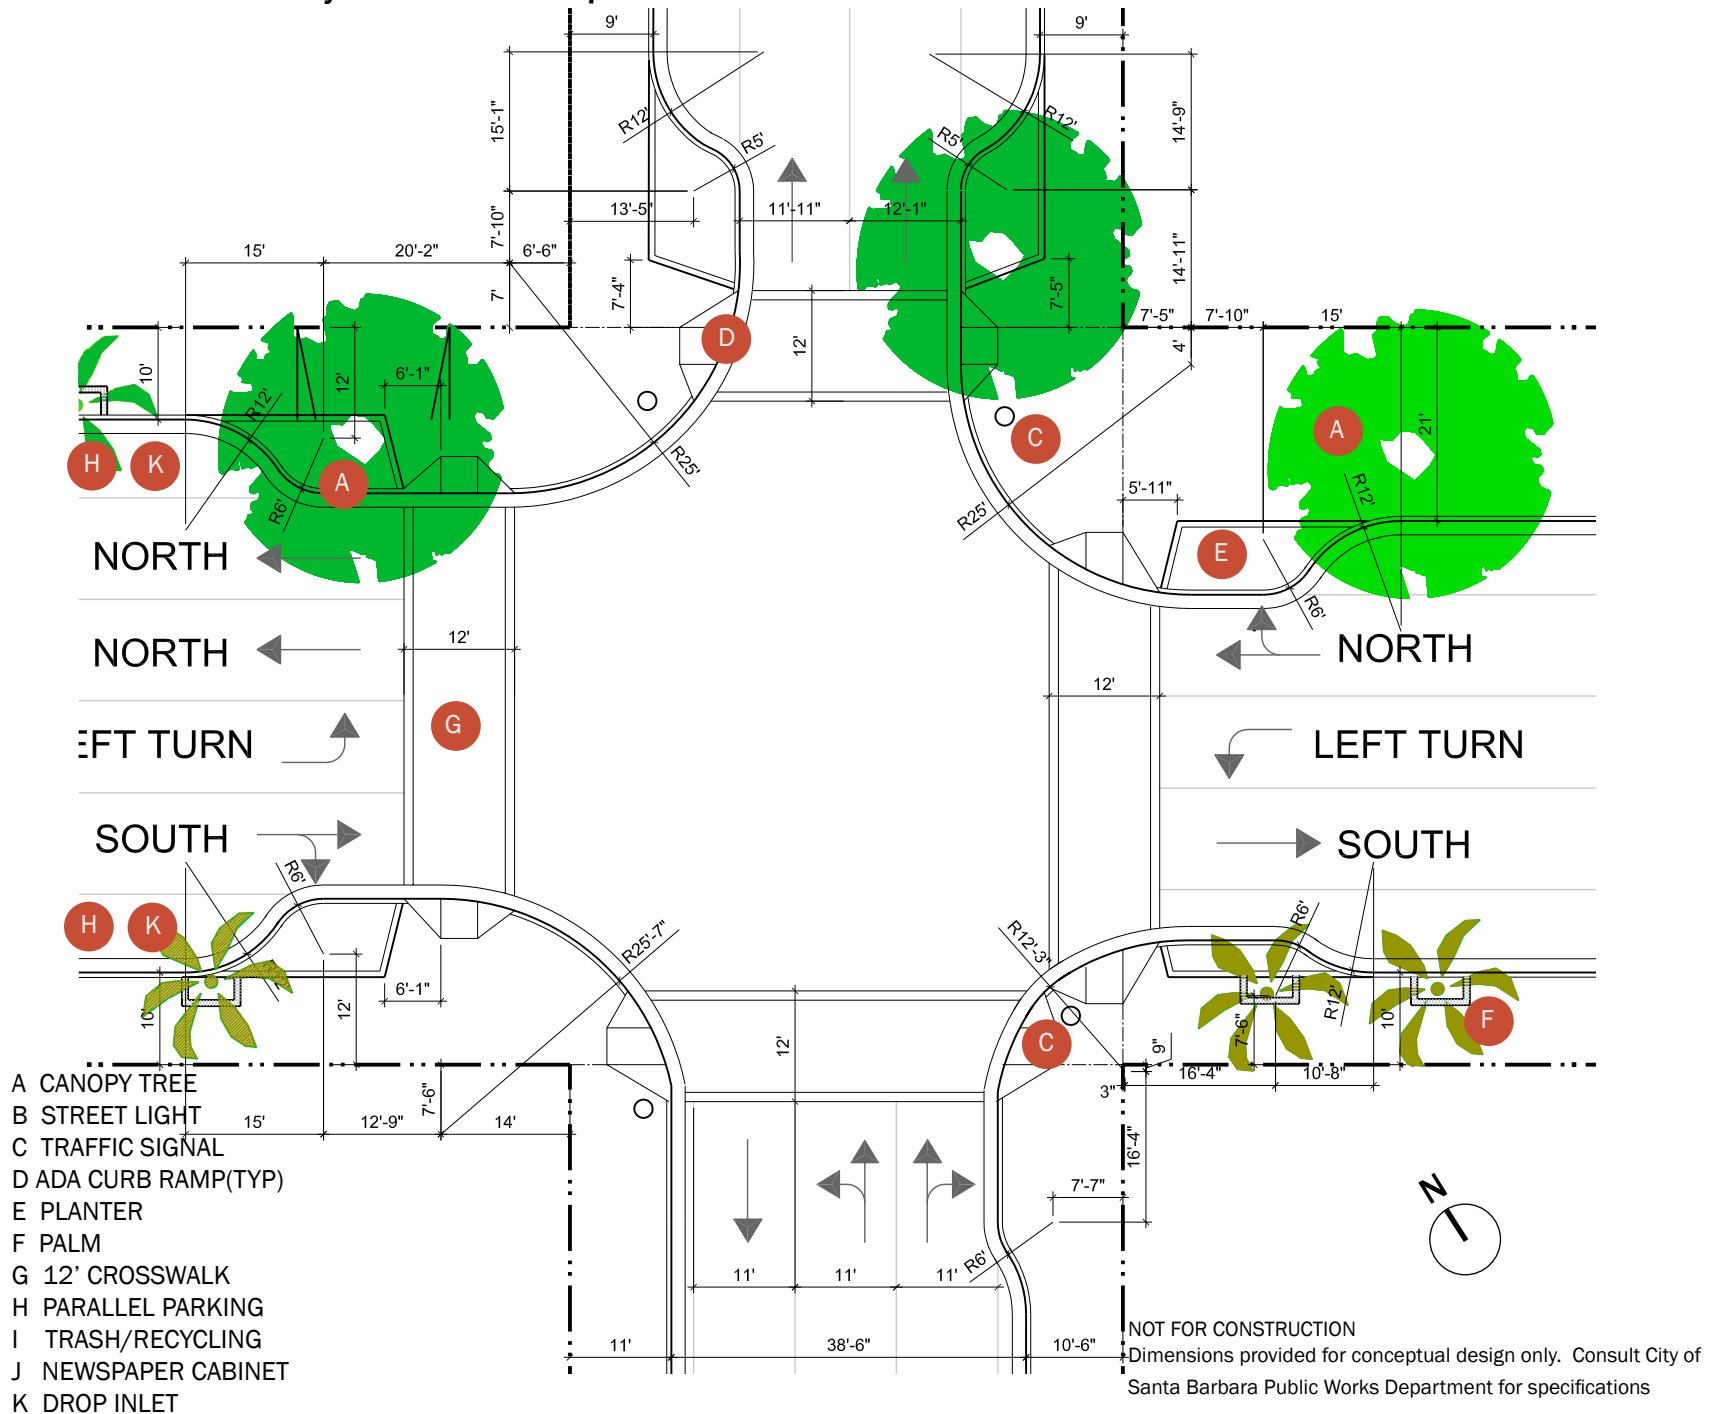 9'
9'
15'-1"
R12'
R5'
R5'
R12'
14'-9"
13'-5"
11'-11"
12'-1"
7'-10"
15'
20'-2"
6'-6"
14'-11"
7'
7'-4"
7'-5"
7'-5"
7'-10"
15'
D
12'
4'
10'
12'
6'-1"
R12'
A
21'
C
H
K
A
R25'
R12'
R6'
5'-11"
R25'
NORTH
E
R6'
12'
NORTH
NORTH
12'
G
EFT TURN
LEFT TURN
SOUTH
SOUTH
R6'
H
K
R25'-7"
R12'-3"
R6'
6'-1"
12'
10'
12'
C
7'-6"
R12'
10'
F
9"
3"
16'-4"
10'-8"
7'-6"
15'
12'-9"
14'
16'-4"
7'-7"
N
R6'
11'
11'
11'
11'
38'-6"
10'-6"
A CANOPY TREE
B STREET LIGHT
C TRAFFIC SIGNAL
D ADA CURB RAMP(TYP)
E PLANTER
F PALM
G 12’ CROSSWALK
H PARALLEL PARKING
I TRASH/RECYCLING
J NEWSPAPER CABINET
K DROP INLET
NOT FOR CONSTRUCTION
Dimensions provided for conceptual design only. Consult City of
Santa Barbara Public Works Department for specifications